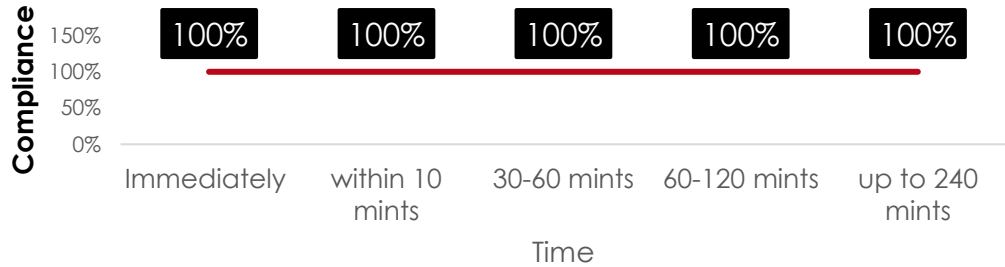 Compliance
150%
100%
50%
0%
100% 100% 100% 100% 100%
Immediately within 10 mints 30-60 mints 60-120 mints up to 240 mints
Time